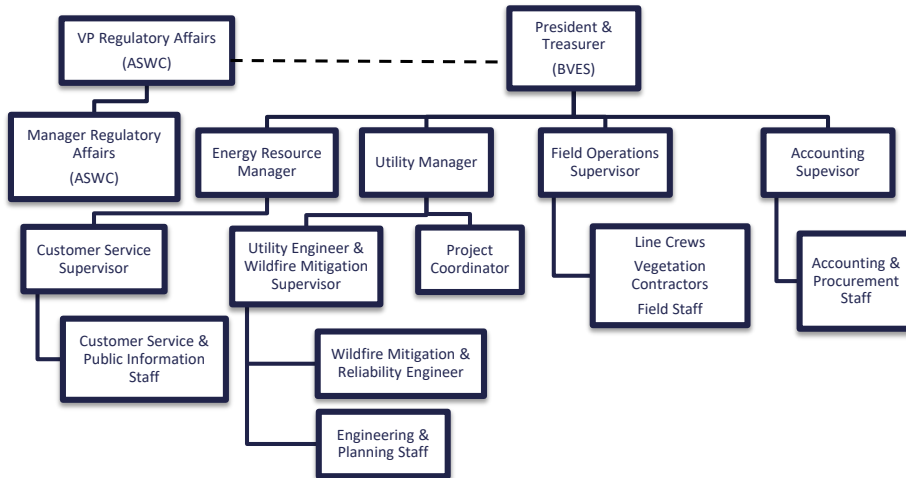 VP Regulatory Affairs
(ASWC)
President &
Treasurer
(BVES)
Manager Regulatory
Affairs
(ASWC)
Energy Resource
Manager
Utility Manager
Field Operations
Supervisor
Accounting
Supevisor
Customer Service
Supervisor
Utility Engineer &
Wildfire Mitigation
Supervisor
Project
Coordinator
Line Crews
Vegetation
Contractors
Field Staff
Accounting &
Procurement
Staff
Customer Service &
Public Information
Staff
Wildfire Mitigation &
Reliability Engineer
Engineering &
Planning Staff